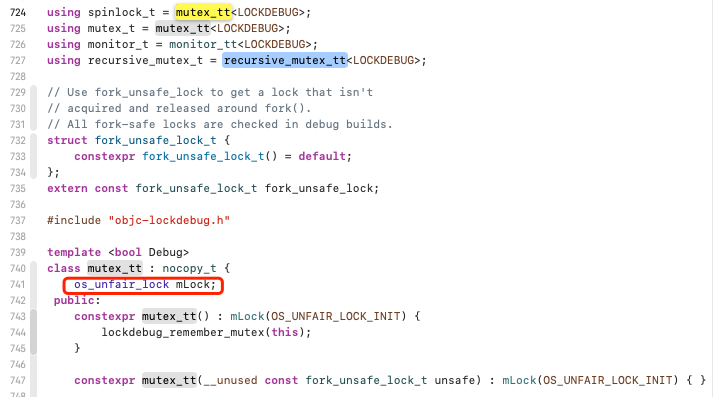 724 using spinlock_t = mutex_tt<LOCKDEBUG>;
725 using mutex_t = mutex_tt<LOCKDEBUG>;
726 using monitor_t = monitor_tt<LOCKDEBUG>;
727 using recursive_mutex_t = recursive_mutex_tt<LOCKDEBUG>;
728
729 // Use fork_unsafe_lock to get a lock that isn't
730 // acquired and released around fork().
731 // All fork-safe locks are checked in debug builds.
732 struct fork_unsafe_lock_t {
733     constexpr fork_unsafe_lock_t() = default;
734 };
735 extern const fork_unsafe_lock_t fork_unsafe_lock;
736
737 #include "objc-lockdebug.h"
738
739 template <bool Debug>
740 class mutex_tt : nocopy_t {
741     os_unfair_lock mLock;
742  public:
743     constexpr mutex_tt() : mLock(OS_UNFAIR_LOCK_INIT) {
744         lockdebug_remember_mutex(this);
745     }
746
747     constexpr mutex_tt(__unused const fork_unsafe_lock_t unsafe) : mLock(OS_UNFAIR_LOCK_INIT) { }
748